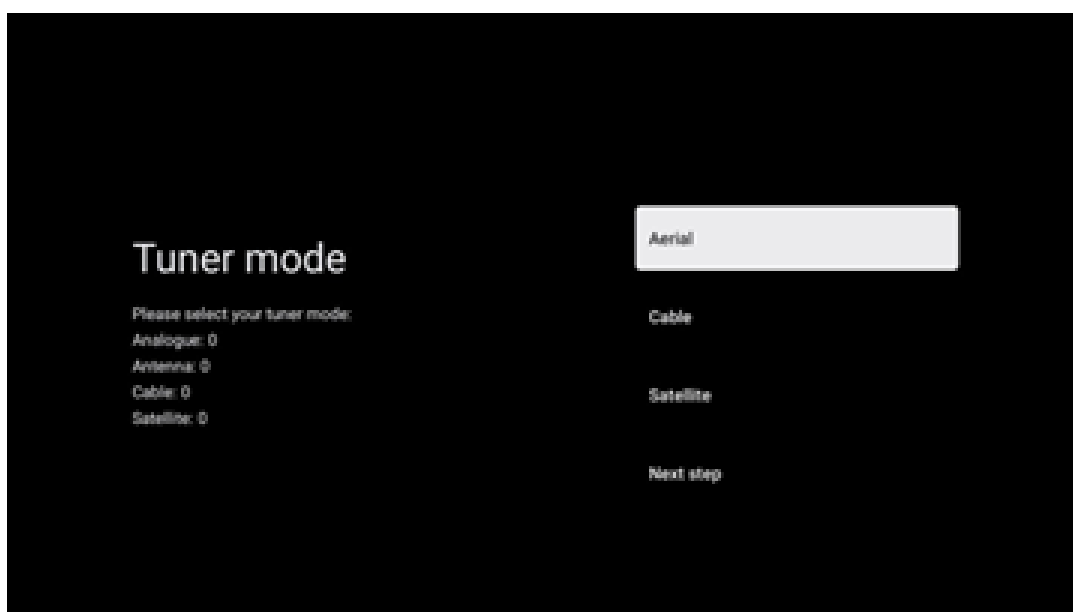 Tuner mode
Please select your tuner mode:
Analogue: 0
Antenna: 0
Cable: 0
Satellite: 0
Aerial
Cable
Satellite
Next step